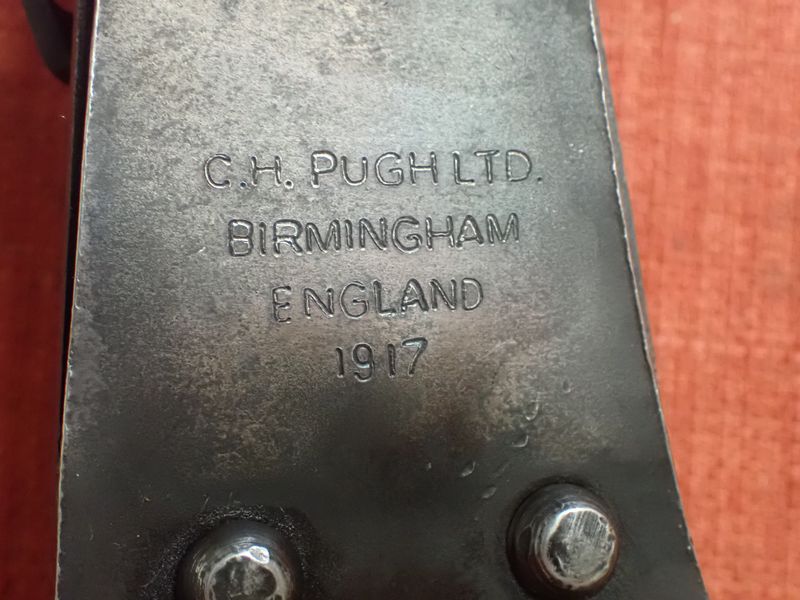 C.H. PUGH LTD.
BIRMINGHAM
ENGLAND
1917